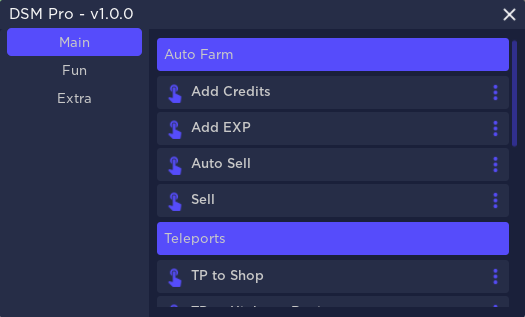 DSM Pro - v1.0.0
Main
Fun
Extra
Auto Farm
Add Credits
Add EXP
Auto Sell
Sell
Teleports
TP to Shop